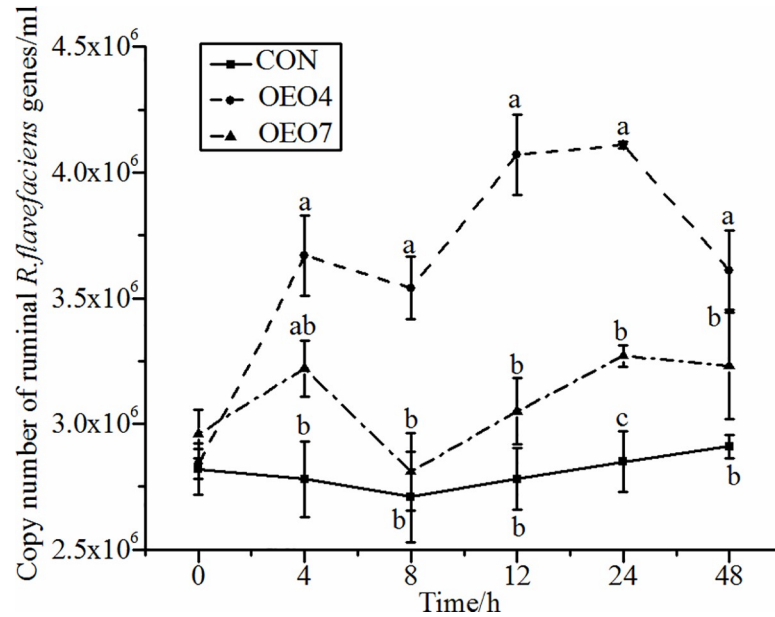 Copy number of ruminal R.flavefaciens genes/ml
4.5x10⁶
4.0x10⁶
3.5x10⁶
3.0x10⁶
2.5x10⁶
CON
OEO4
OEO7
a
a
a
a
a
ab
b
b
b
b
b
c
b
b
b
0
4
8
12
24
48
Time/h